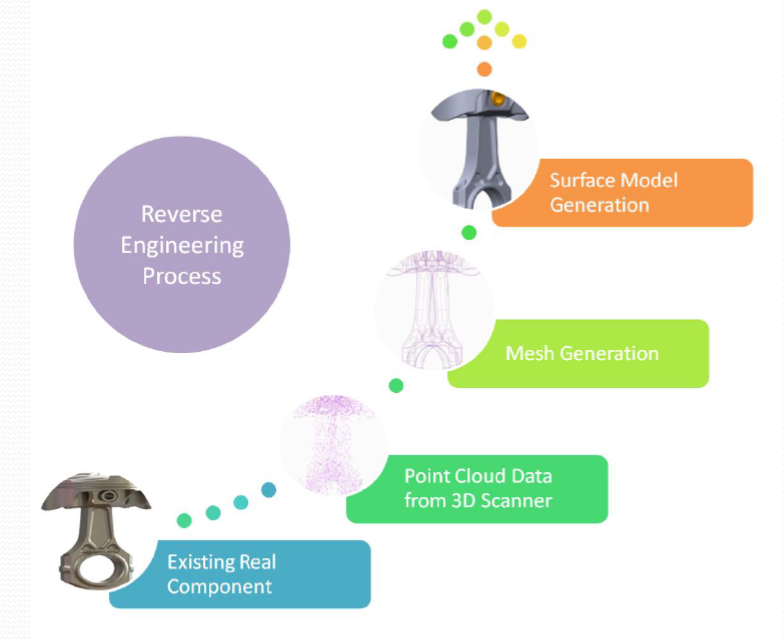 Reverse
Engineering
Process
Surface Model
Generation
Mesh Generation
Point Cloud Data
from 3D Scanner
Existing Real
Component